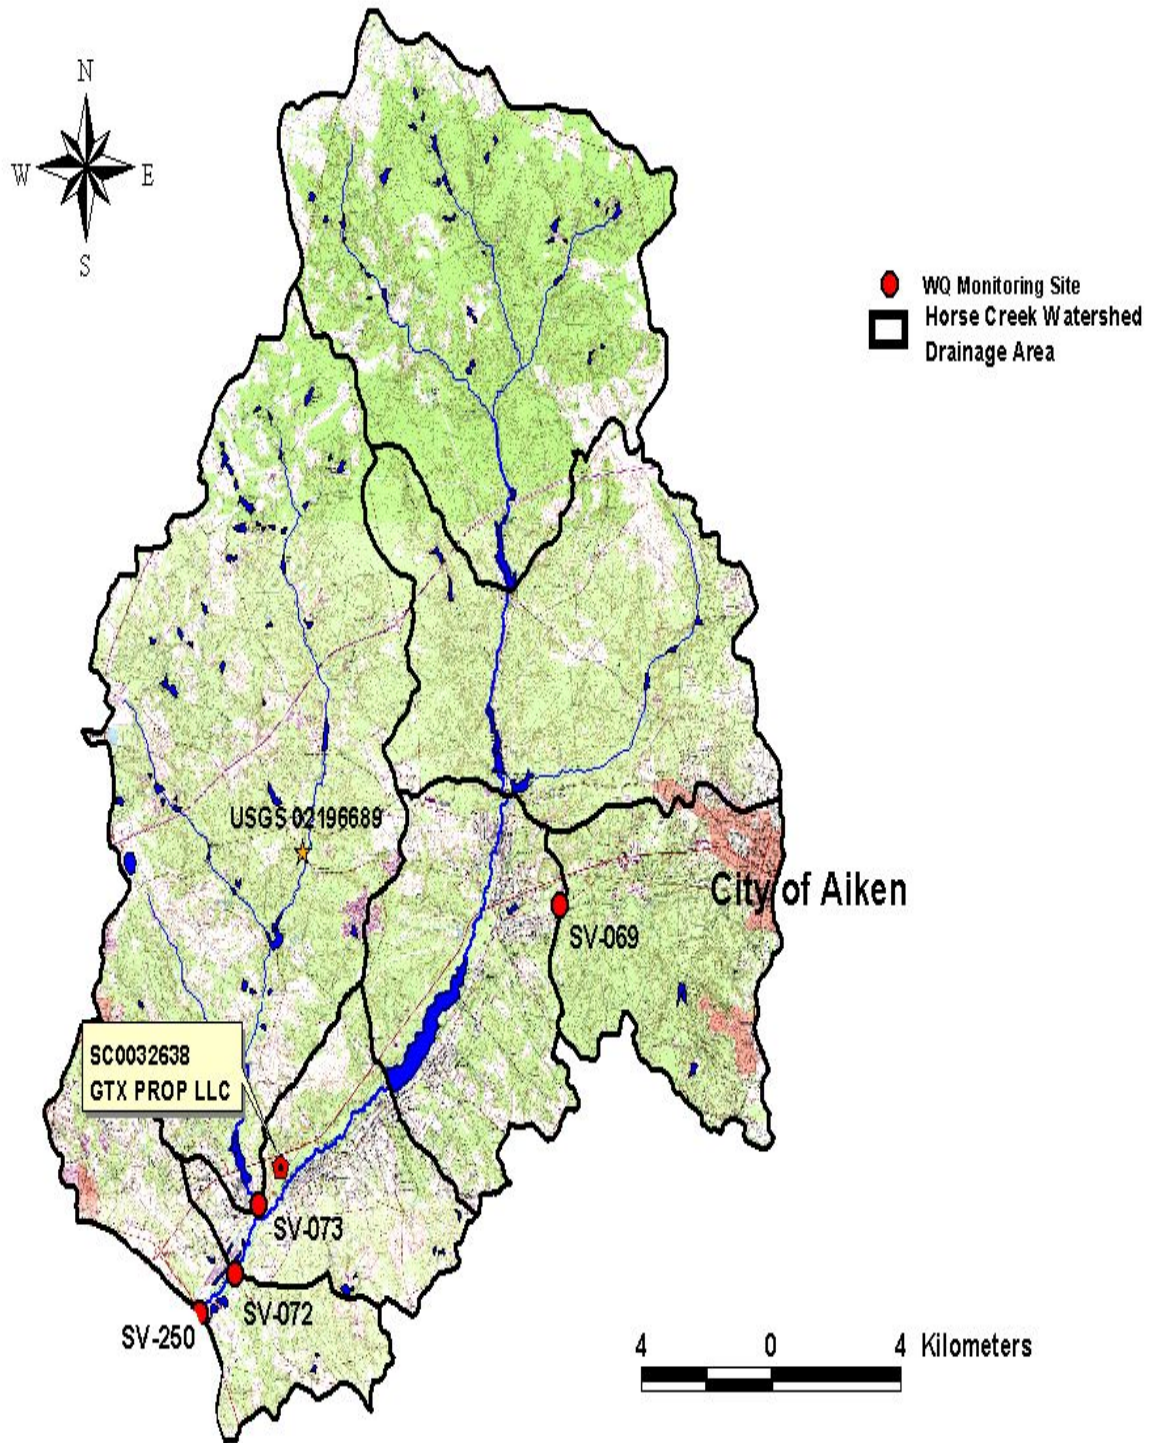 N
W E
S
WQ Monitoring Site
Horse Creek Watershed
Drainage Area
USGS 02196689
City of Aiken
SV-069
SC0032638
GTX PROP LLC
SV-073
SV-072
SV-250
4 0 4 Kilometers